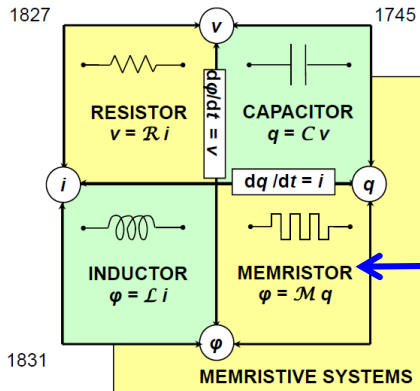 1827
v
1745
RESISTOR
v = R i
dφ/dt = v
CAPACITOR
q = C v
i
dq /dt = i
q
INDUCTOR
φ = L i
MEMRISTOR
φ = M q
1831
φ
MEMRISTIVE SYSTEMS